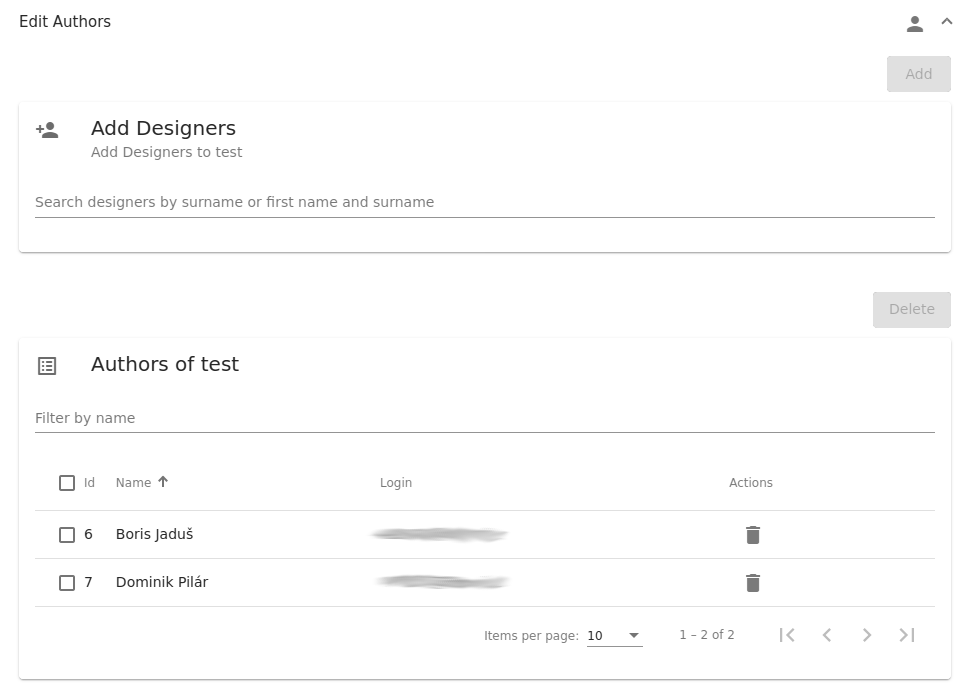 Edit Authors
Add
Add Designers
Add Designers to test
Search designers by surname or first name and surname
Delete
Authors of test
Filter by name
Id Name Login Actions
6 Boris Jaduš
7 Dominik Pilár
Items per page: 10 1 – 2 of 2